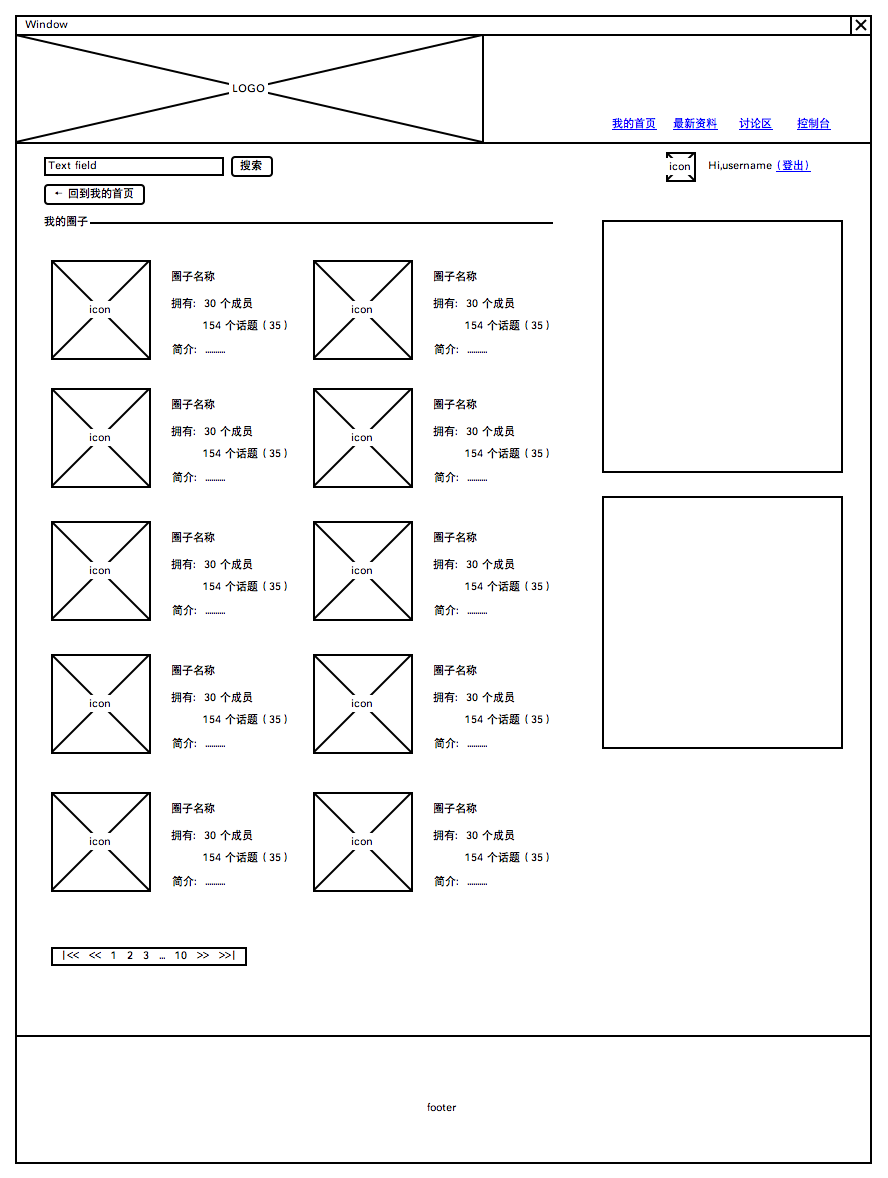 Window
LOGO
我的首页 最新资料 讨论区 控制台
Text field 搜索 icon Hi,username (登出)
← 回到我的首页
我的圈子
圈子名称 圈子名称
icon 拥有: 30 个成员 icon 拥有: 30 个成员
154 个话题 (35) 154 个话题 (35)
简介: .......... 简介: ..........
圈子名称 圈子名称
icon 拥有: 30 个成员 icon 拥有: 30 个成员
154 个话题 (35) 154 个话题 (35)
简介: .......... 简介: ..........
圈子名称 圈子名称
icon 拥有: 30 个成员 icon 拥有: 30 个成员
154 个话题 (35) 154 个话题 (35)
简介: .......... 简介: ..........
圈子名称 圈子名称
icon 拥有: 30 个成员 icon 拥有: 30 个成员
154 个话题 (35) 154 个话题 (35)
简介: .......... 简介: ..........
圈子名称 圈子名称
icon 拥有: 30 个成员 icon 拥有: 30 个成员
154 个话题 (35) 154 个话题 (35)
简介: .......... 简介: ..........
|<< << 1 2 3 ... 10 >> >>|
footer